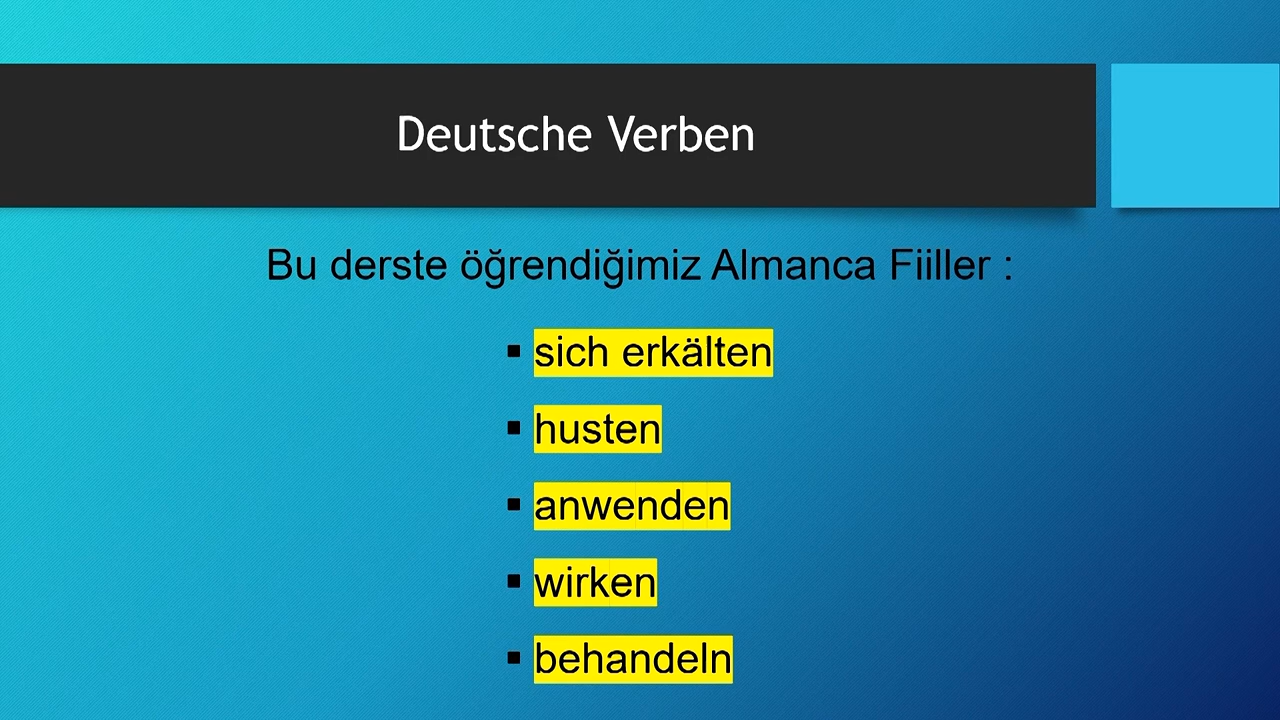 Deutsche Verben
Bu derste öğrendiğimiz Almanca Fiiller :
▪ sich erkälten
▪ husten
▪ anwenden
▪ wirken
▪ behandeln